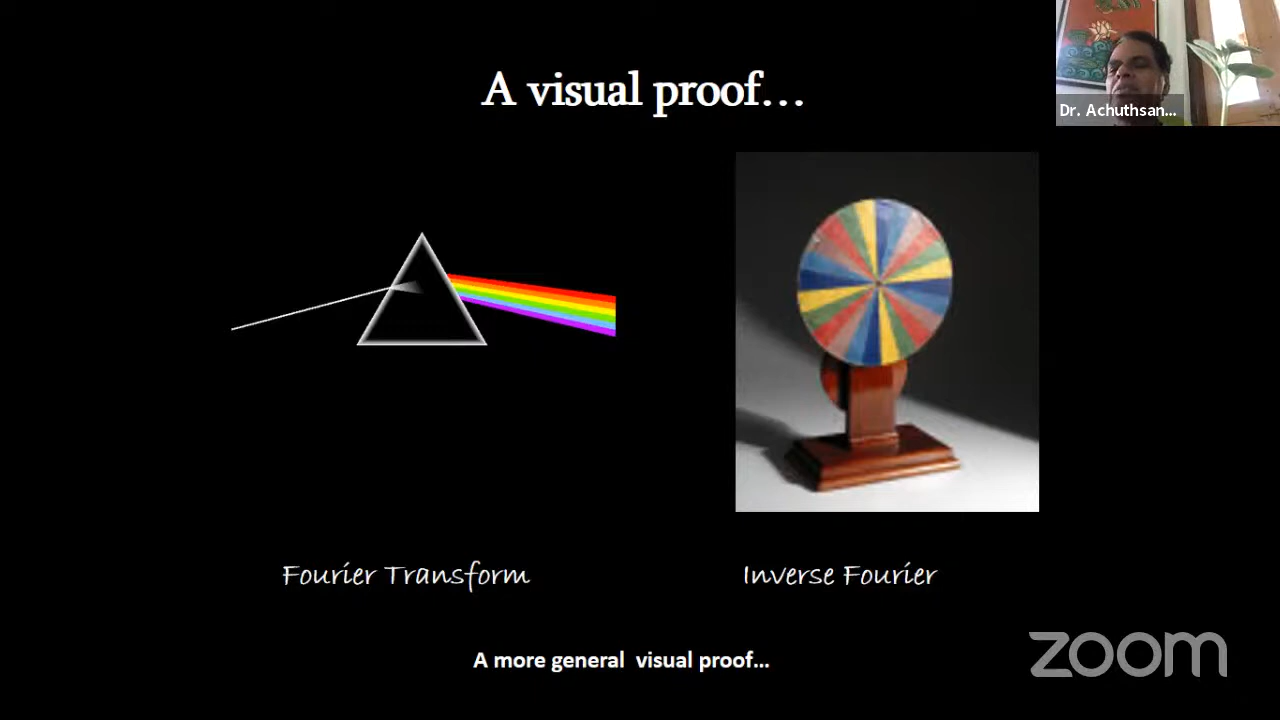 A visual proof...
Dr. Achuthsan...
Fourier Transform
Inverse Fourier
A more general visual proof...
zoom